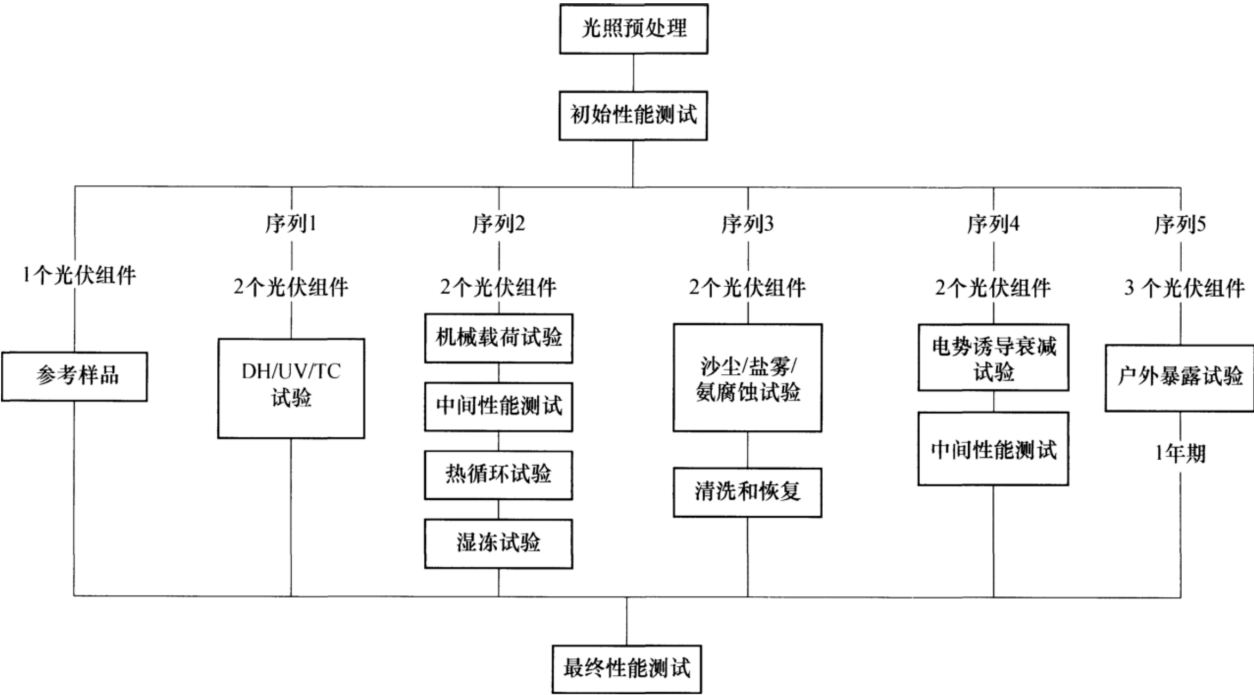 光照预处理
初始性能测试
序列1
序列2
序列3
序列4
序列5
1个光伏组件
2个光伏组件
2个光伏组件
2个光伏组件
2个光伏组件
3个光伏组件
参考样品
DH/UV/TC
试验
机械载荷试验
中间性能测试
热循环试验
湿冻试验
沙尘/盐雾/
氨腐蚀试验
清洗和恢复
电势诱导衰减
试验
中间性能测试
户外暴露试验
1年期
最终性能测试